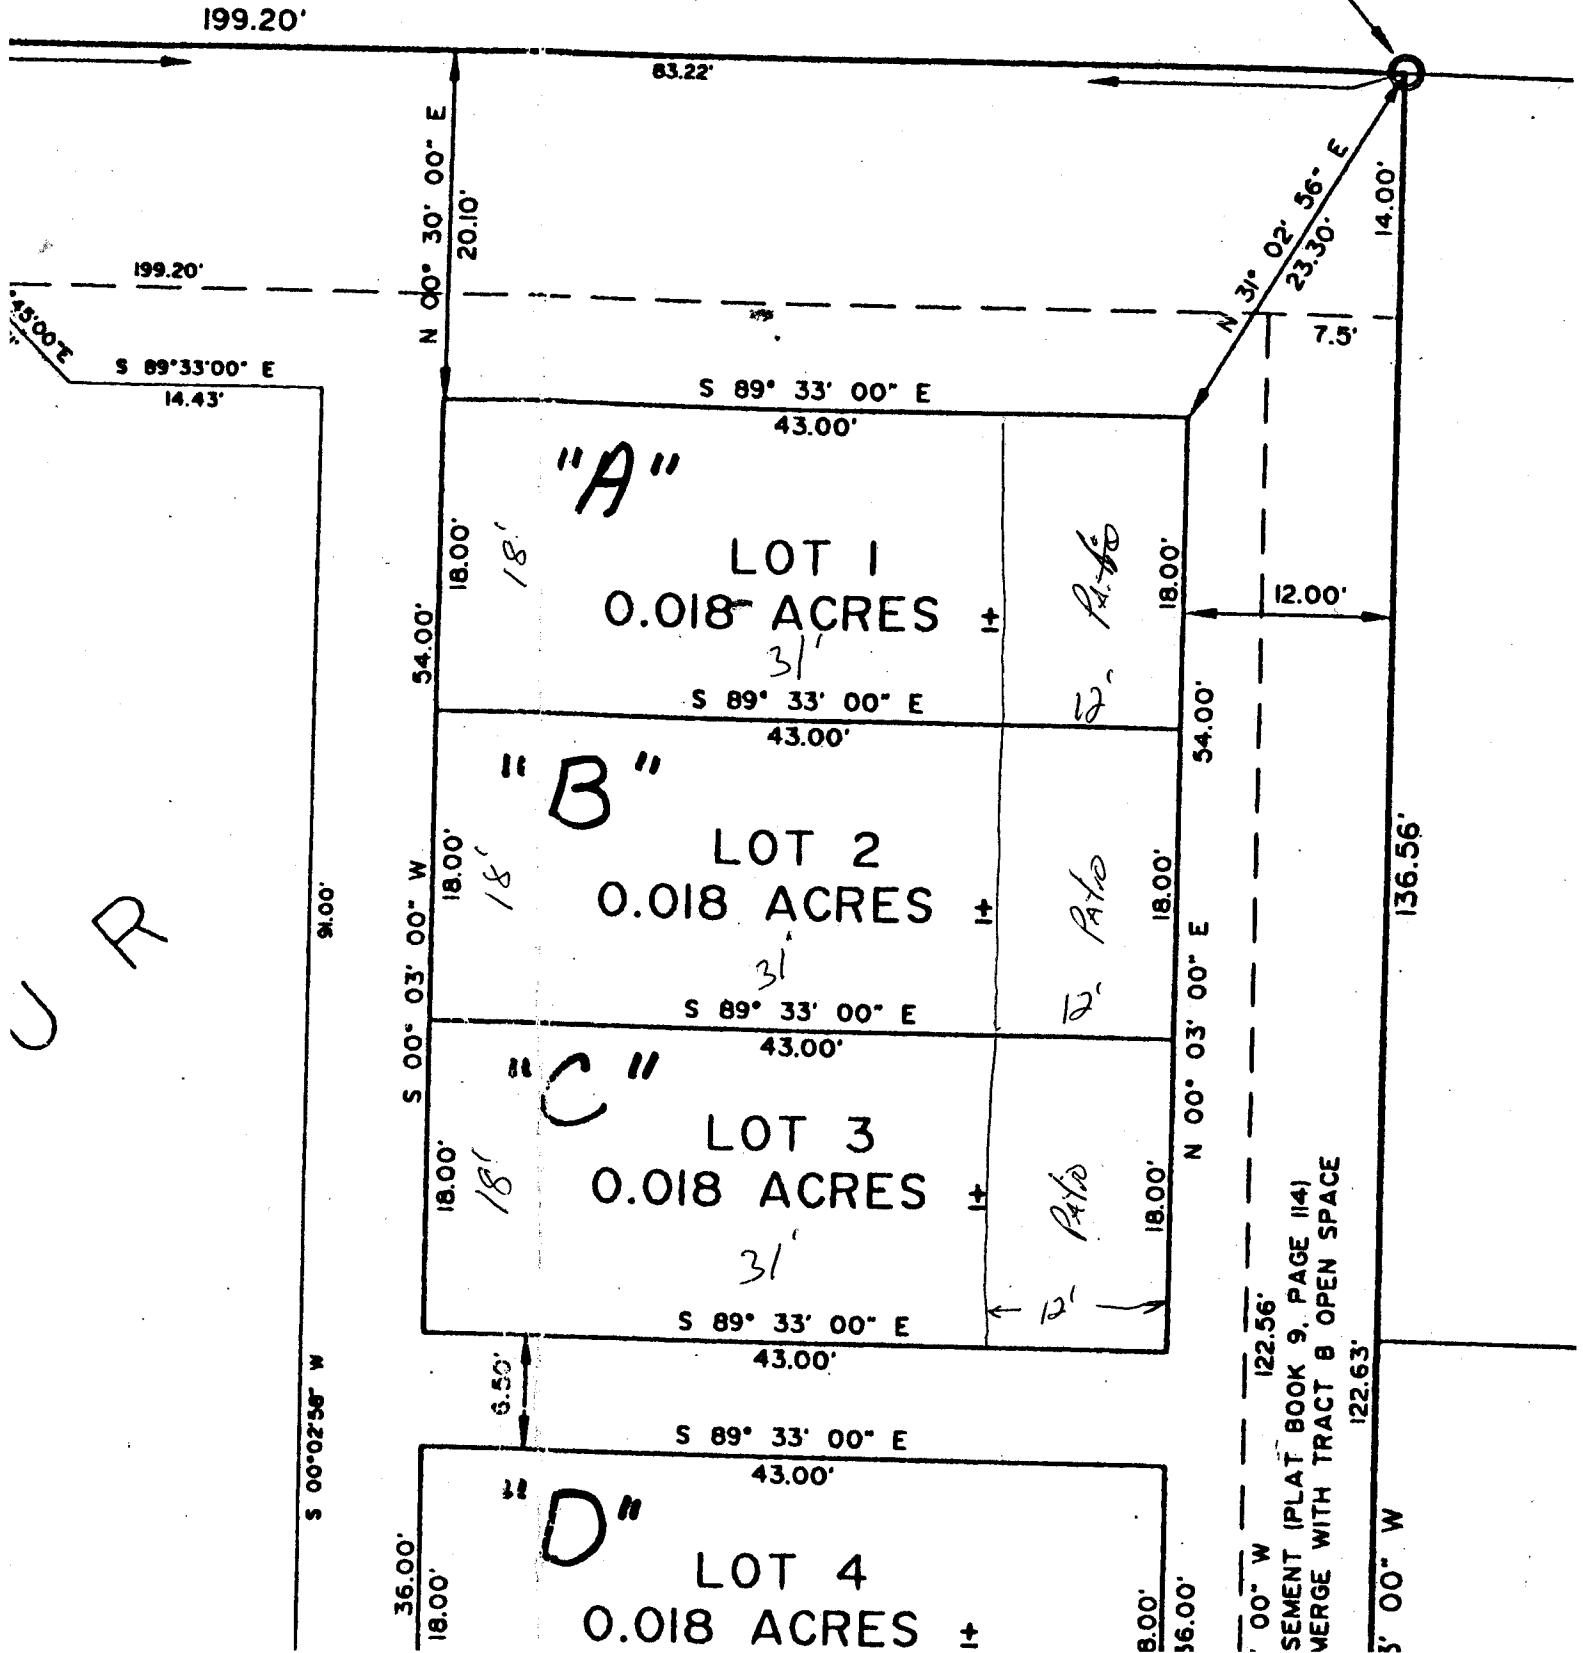 199.20'
83.22'
N 00° 30' 00" E
20.10'
N 31° 02' 56" E
23.30'
14.00'
199.20'
7.5'
45'00"E
S 89°33'00" E
14.43'
S 89° 33' 00" E
43.00'
"A"
18.00'
18'
LOT 1
0.018 ACRES ±
Patio
18.00'
12.00'
54.00'
31'
12'
S 89° 33' 00" E
43.00'
54.00'
"B"
18.00'
18'
LOT 2
0.018 ACRES ±
Patio
18.00'
136.56'
91.00'
U R
31'
12'
S 00° 03' 00" W
S 89° 33' 00" E
43.00'
N 00° 03' 00" E
"C"
18.00'
18'
LOT 3
0.018 ACRES ±
Patio
18.00'
31'
12'
S 89° 33' 00" E
43.00'
6.50'
122.56'
SEMENT (PLAT BOOK 9, PAGE 114)
MERGE WITH TRACT B OPEN SPACE
122.63'
S 00°02'58" W
S 89° 33' 00" E
43.00'
"D"
36.00'
18.00'
LOT 4
0.018 ACRES ±
8.00'
36.00'
' 00" W
3' 00" W